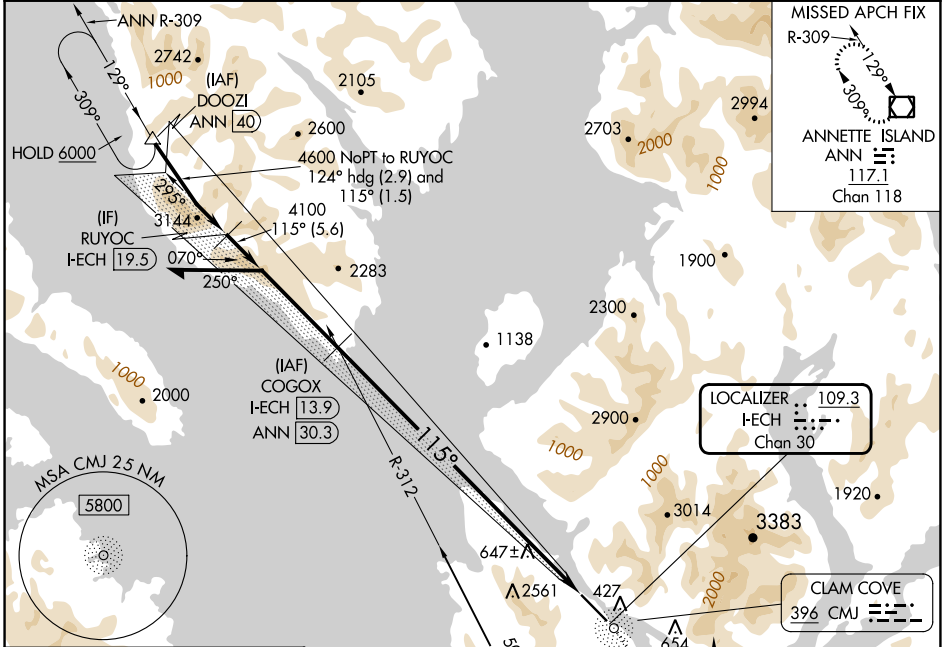 ANN R-309
129°
309°
HOLD 6000
2742
1000
(IAF)
DOOZI
ANN 40
2105
2600
4600 NoPT to RUYOC
124° hdg (2.9) and
115° (1.5)
295°
3144
4100
115° (5.6)
(IF)
RUYOC
I-ECH 19.5
070°
250°
2283
2703
2000
2994
1000
MISSED APCH FIX
R-309
129°
309°
ANNETTE ISLAND
ANN
117.1
Chan 118
1900
2300
1138
(IAF)
COGOX
I-ECH 13.9
ANN 30.3
1000
2000
115°
R-312
2900
1000
1000
LOCALIZER 109.3
I-ECH
Chan 30
1920
3014
3383
2000
MSA CMJ 25 NM
5800
647±
2561
427
654
CLAM COVE
396 CMJ